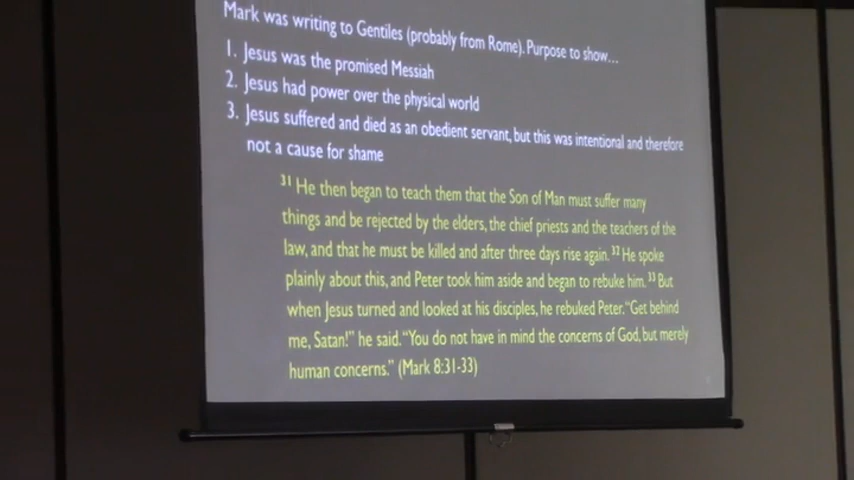 Mark was writing to Gentiles (probably from Rome). Purpose to show...
1. Jesus was the promised Messiah
2. Jesus had power over the physical world
3. Jesus suffered and died as an obedient servant, but this was intentional and therefore
not a cause for shame
31 He then began to teach them that the Son of Man must suffer many
things and be rejected by the elders, the chief priests and the teachers of the
law, and that he must be killed and after three days rise again. 32 He spoke
plainly about this, and Peter took him aside and began to rebuke him. 33 But
when Jesus turned and looked at his disciples, he rebuked Peter. "Get behind
me, Satan!" he said. "You do not have in mind the concerns of God, but merely
human concerns." (Mark 8:31-33)